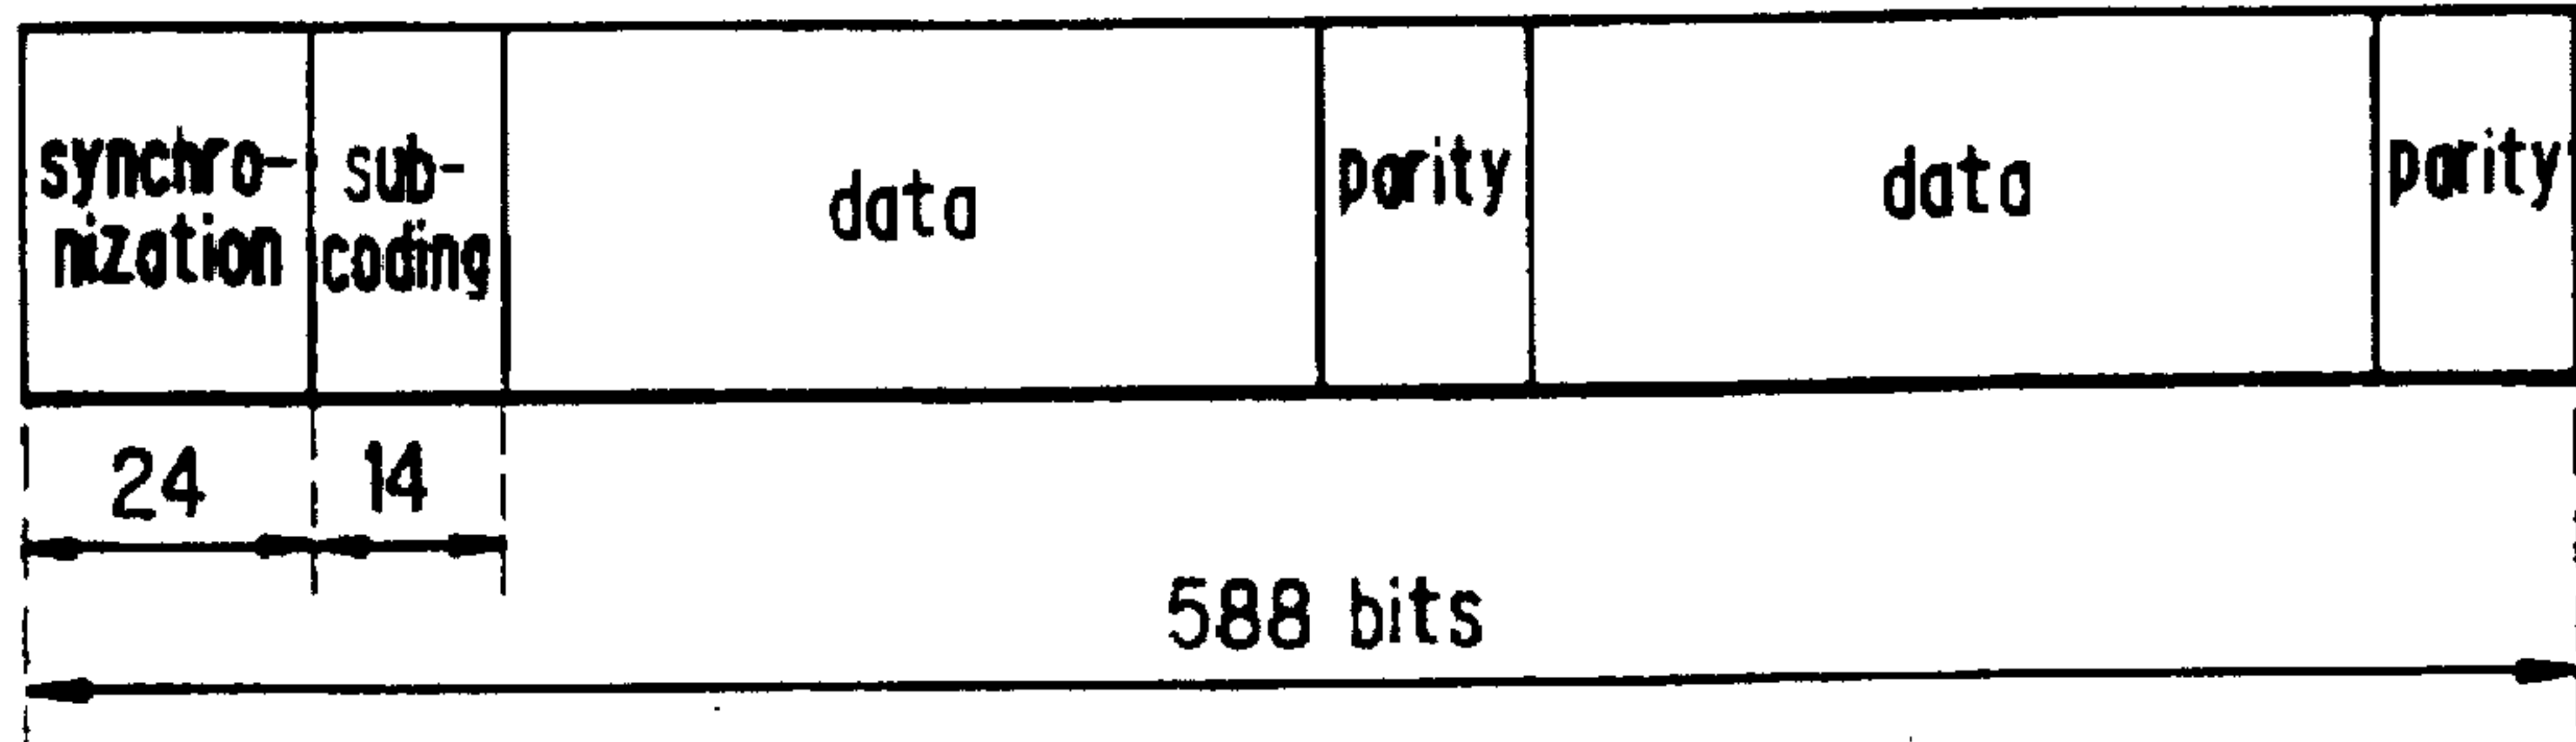 synchro-
nization
sub-
coding
data
parity
data
parity
24
14
588 bits